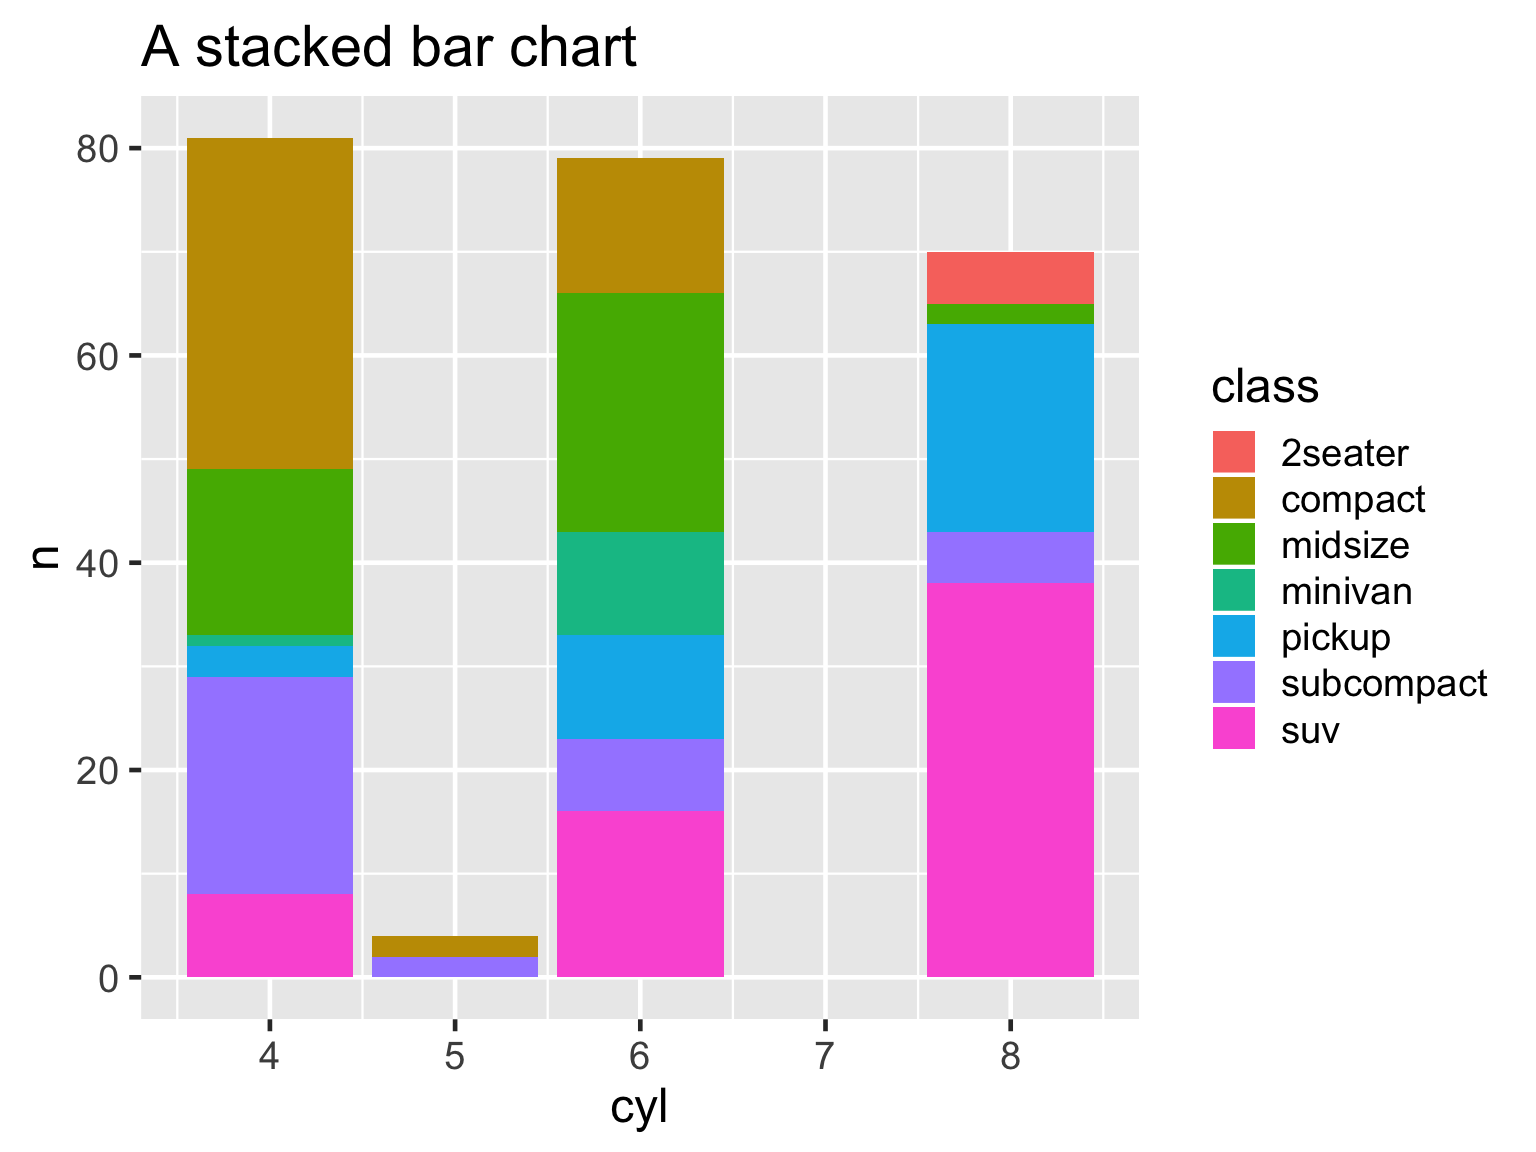 A stacked bar chart
80
60
40
20
0
n
4 5 6 7 8
cyl
class
2seater
compact
midsize
minivan
pickup
subcompact
suv